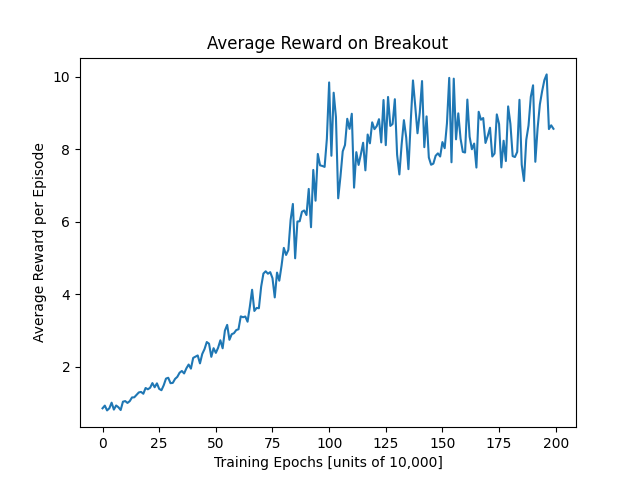 Average Reward on Breakout
Average Reward per Episode
10
8
6
4
2
0 25 50 75 100 125 150 175 200
Training Epochs [units of 10,000]